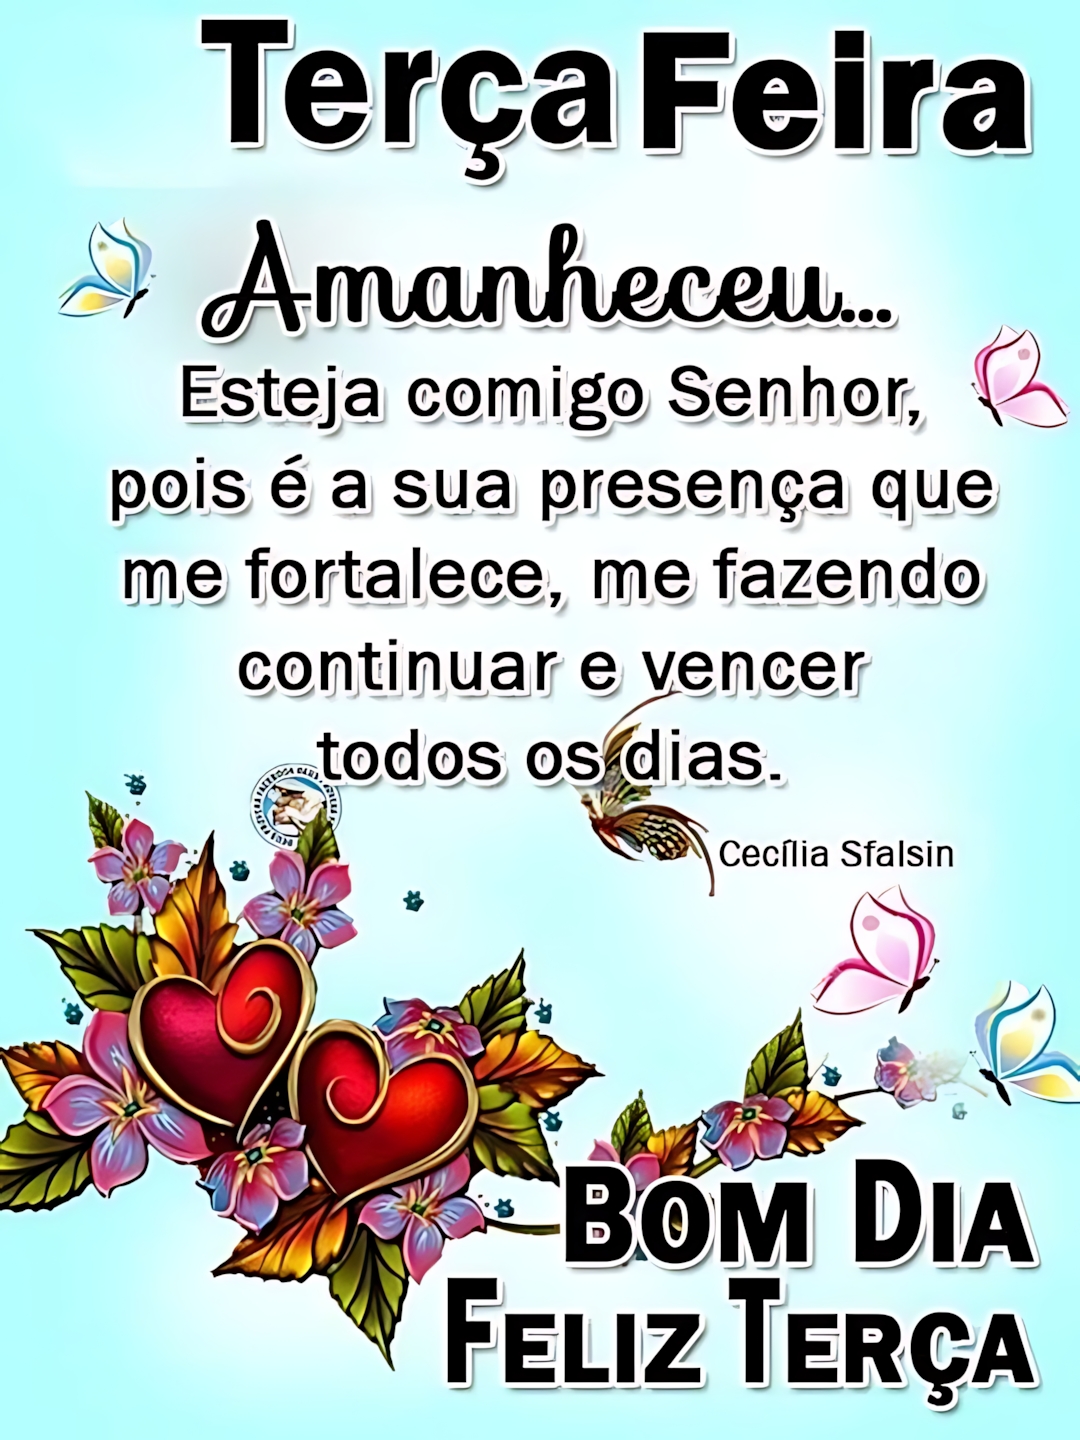 Terça Feira
Amanheceu...
Esteja comigo Senhor,
pois é a sua presença que
me fortalece, me fazendo
continuar e vencer
todos os dias.
Cecília Sfalsin
BOM DIA
FELIZ TERÇA